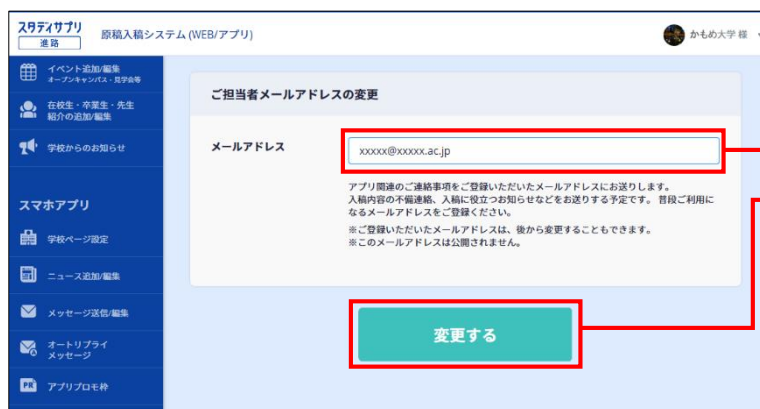 スタディサプリ
進路
原稿入稿システム (WEB/アプリ)
かもめ大学 様
イベント追加/編集
オープンキャンパス・見学会等
在校生・卒業生・先生
紹介の追加/編集
学校からのお知らせ
スマホアプリ
学校ページ設定
ニュース追加/編集
メッセージ送信/編集
オートリプライ
メッセージ
PR アプリプロモ枠
ご担当者メールアドレスの変更
メールアドレス
xxxxx@xxxxx.ac.jp
アプリ関連のご連絡事項をご登録いただいたメールアドレスにお送りします。
入稿内容の不備連絡、入稿に役立つお知らせなどをお送りする予定です。 普段ご利用に
なるメールアドレスをご登録ください。
※ご登録いただいたメールアドレスは、後から変更することもできます。
※このメールアドレスは公開されません。
変更する